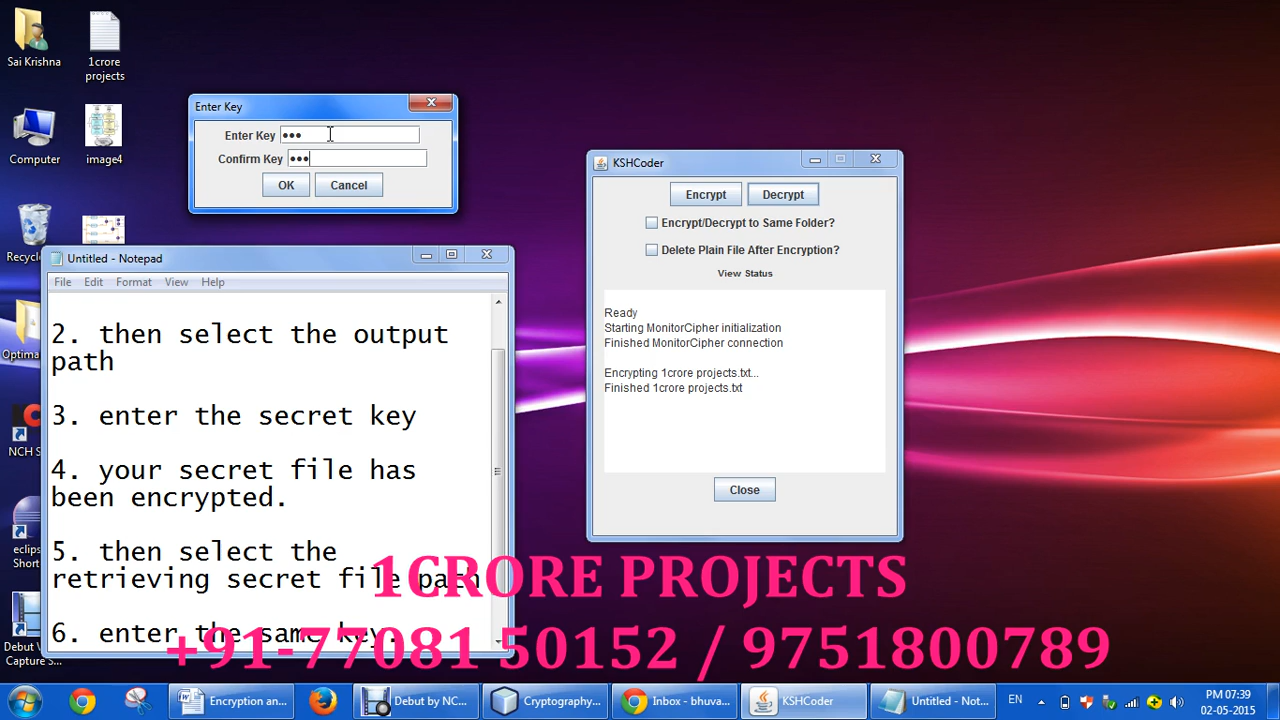 Sai Krishna
1crore
projects
Computer
image4
Enter Key
Enter Key
Confirm Key
OK
Cancel
KSHCoder
Encrypt
Decrypt
Encrypt/Decrypt to Same Folder?
Delete Plain File After Encryption?
View Status
Ready
Starting MonitorCipher initialization
Finished MonitorCipher connection
Encrypting 1crore projects.txt...
Finished 1crore projects.txt
Close
Untitled - Notepad
File Edit Format View Help
2. then select the output
path
3. enter the secret key
4. your secret file has
been encrypted.
5. then select the
retrieving secret file path
6. enter the same key.
Recycl
Optima
NCH S
eclips
Short
Debut V
Capture S...
1CRORE PROJECTS
+91-77081 50152 / 9751800789
Encryption an...
Debut by NC...
Cryptography...
Inbox - bhuva...
KSHCoder
Untitled - Not...
EN
PM 07:39
02-05-2015